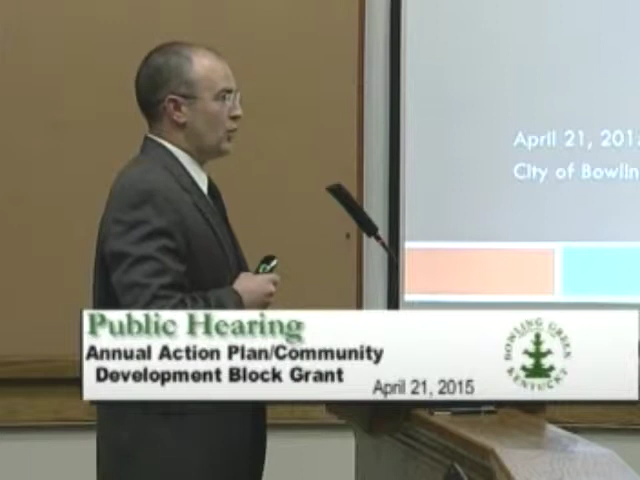 April 21, 201
City of Bowlin
Public Hearing
Annual Action Plan/Community
Development Block Grant
April 21, 2015
BOWLING GREEN
KENTUCKY